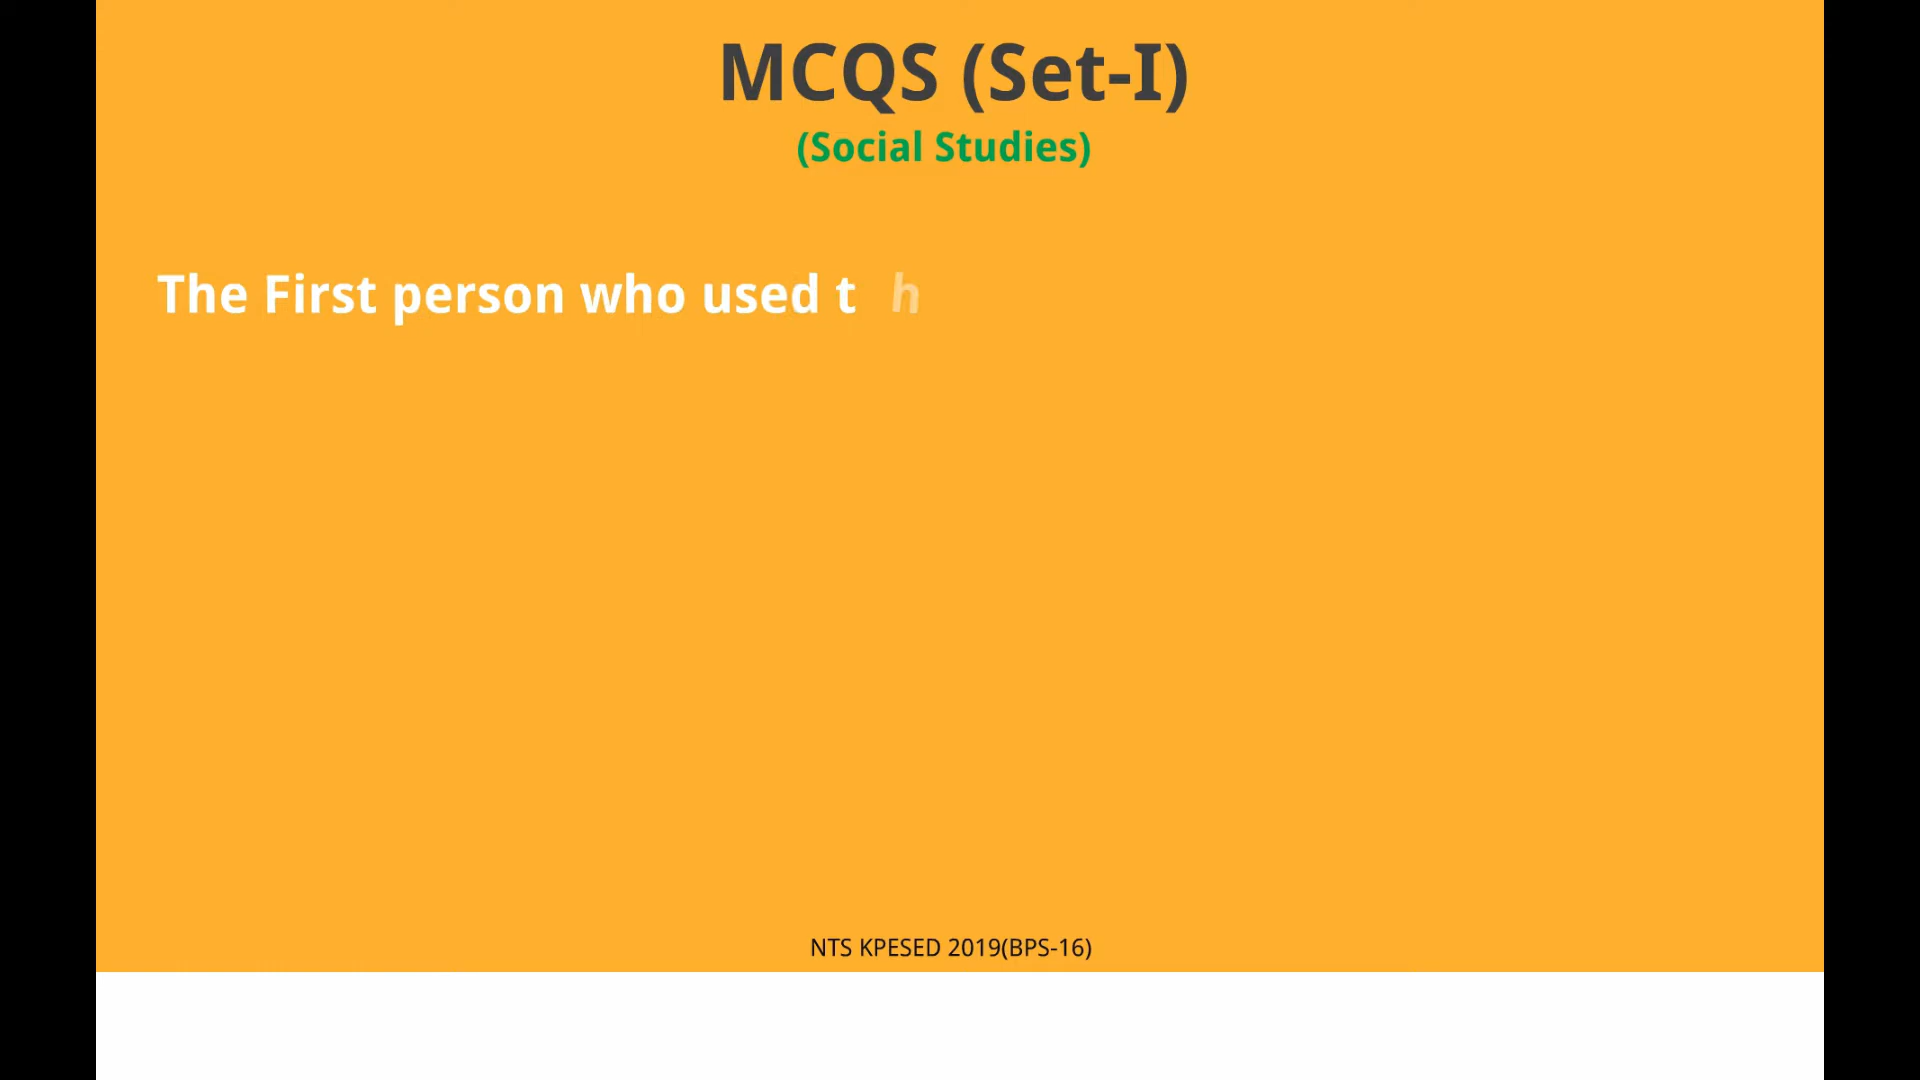 MCQS (Set-I)
(Social Studies)
The First person who used t h
NTS KPESED 2019(BPS-16)